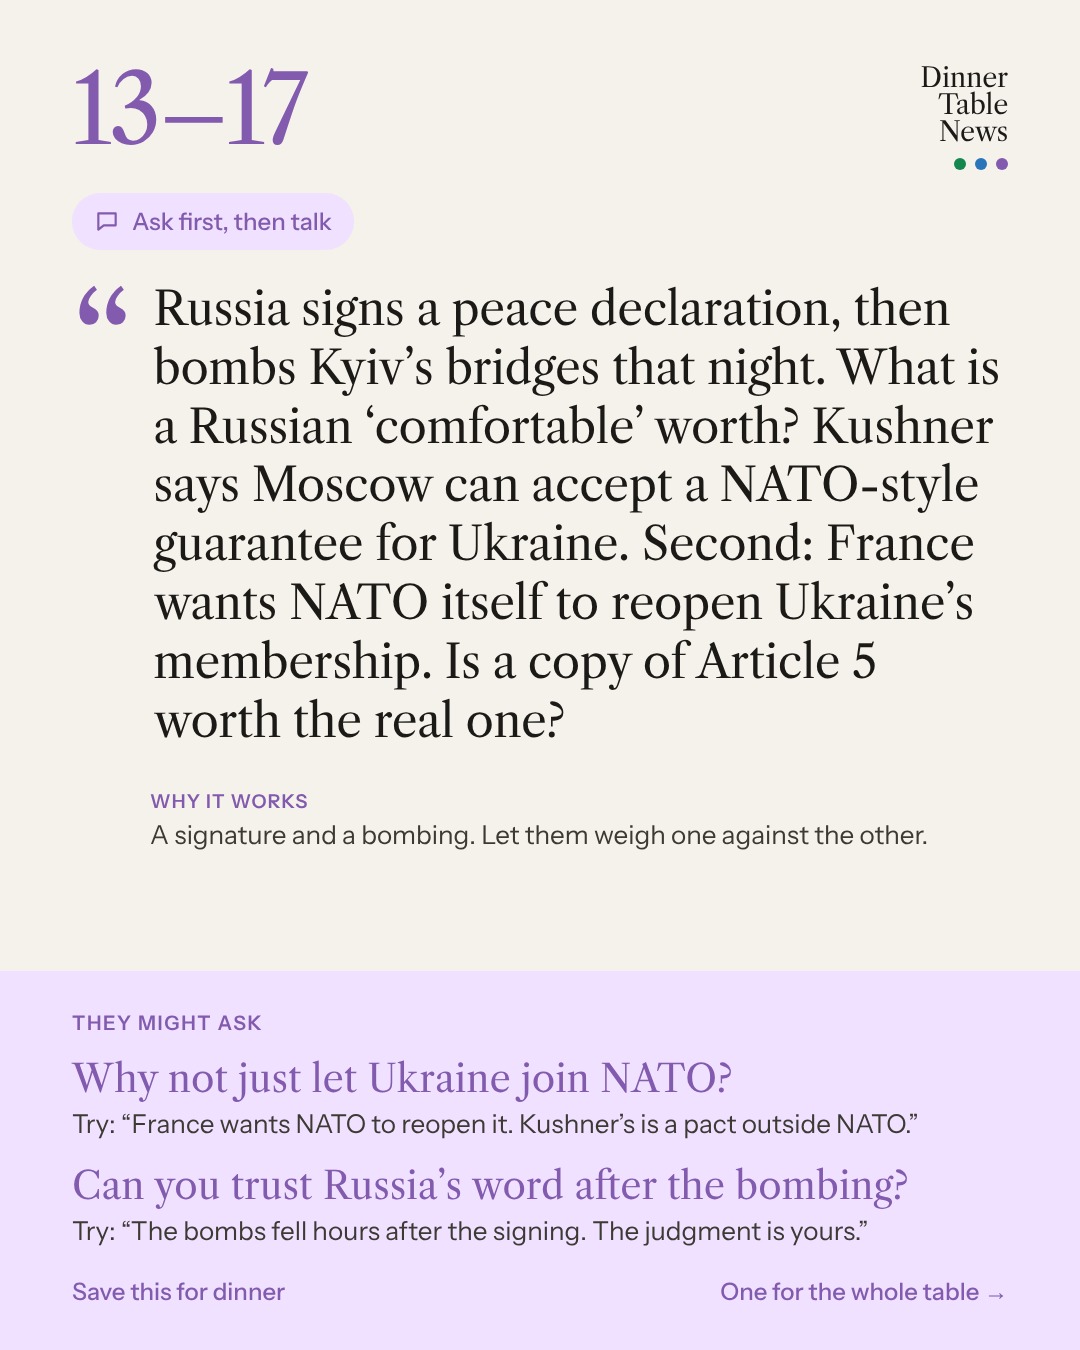 13–17
Dinner
Table
News
Ask first, then talk
“Russia signs a peace declaration, then
bombs Kyiv’s bridges that night. What is
a Russian ‘comfortable’ worth? Kushner
says Moscow can accept a NATO-style
guarantee for Ukraine. Second: France
wants NATO itself to reopen Ukraine’s
membership. Is a copy of Article 5
worth the real one?
WHY IT WORKS
A signature and a bombing. Let them weigh one against the other.
THEY MIGHT ASK
Why not just let Ukraine join NATO?
Try: “France wants NATO to reopen it. Kushner’s is a pact outside NATO.”
Can you trust Russia’s word after the bombing?
Try: “The bombs fell hours after the signing. The judgment is yours.”
Save this for dinner
One for the whole table →